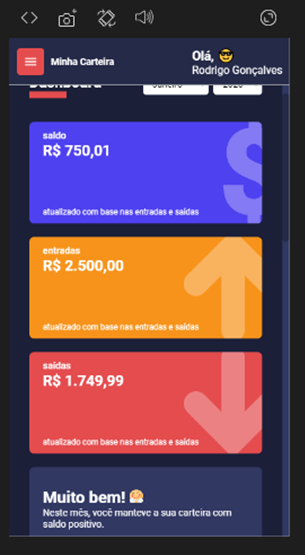 Minha Carteira
Olá, 😎
Rodrigo Gonçalves
Dashboard
2020
saldo
R$ 750,01
atualizado com base nas entradas e saídas
entradas
R$ 2.500,00
atualizado com base nas entradas e saídas
saídas
R$ 1.749,99
atualizado com base nas entradas e saídas
Muito bem!
Neste mês, você manteve a sua carteira com
saldo positivo.